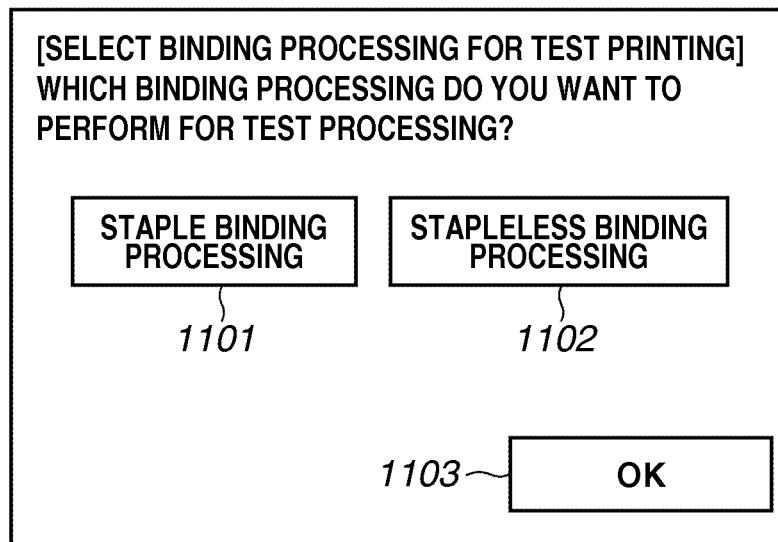 [SELECT BINDING PROCESSING FOR TEST PRINTING]
WHICH BINDING PROCESSING DO YOU WANT TO
PERFORM FOR TEST PROCESSING?
STAPLE BINDING
PROCESSING
STAPLELESS BINDING
PROCESSING
1101
1102
1103
OK